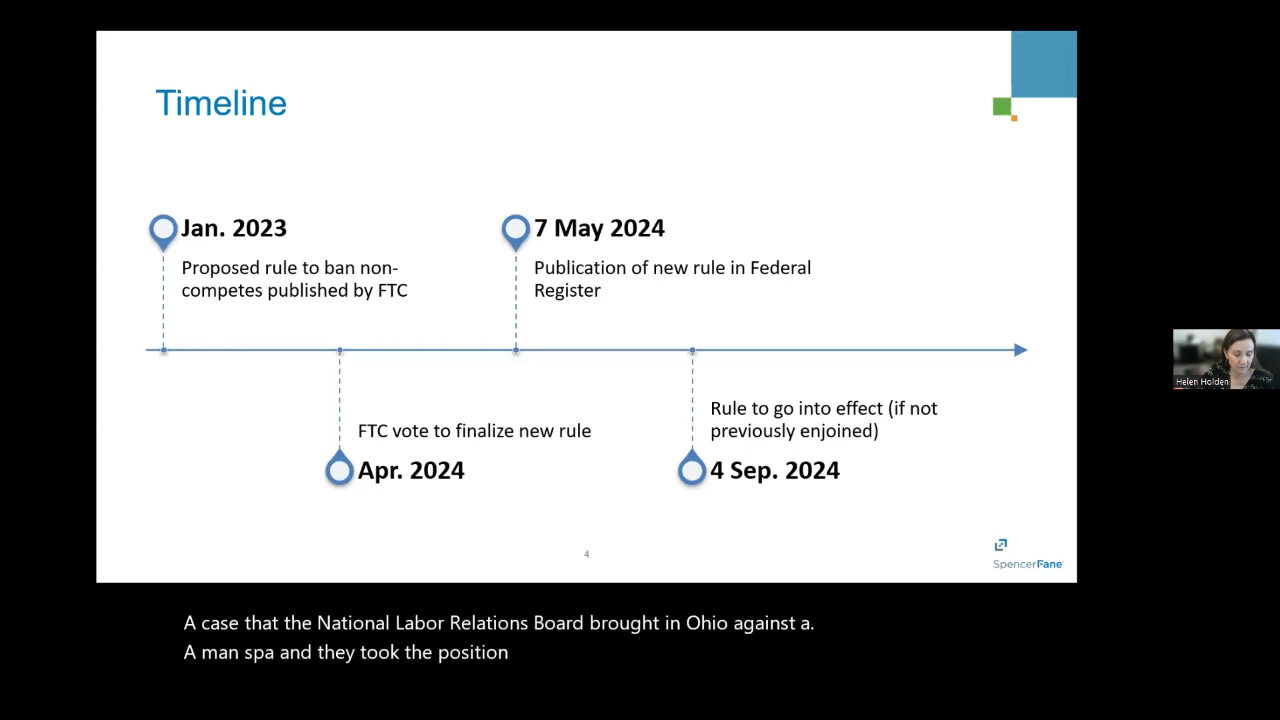 Timeline
Jan. 2023
Proposed rule to ban non-
competes published by FTC
7 May 2024
Publication of new rule in Federal
Register
FTC vote to finalize new rule
Apr. 2024
Rule to go into effect (if not
previously enjoined)
4 Sep. 2024
4
SpencerFane
Helen Holden
A case that the National Labor Relations Board brought in Ohio against a.
A man spa and they took the position